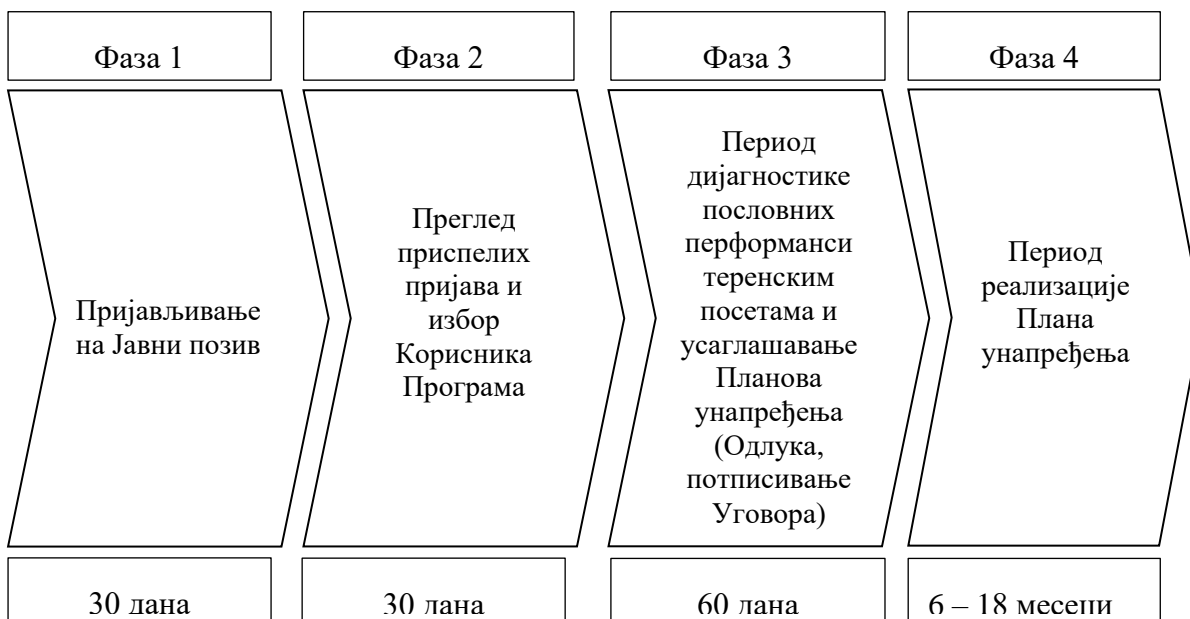 Фаза 1
Фаза 2
Фаза 3
Фаза 4
Пријављивање
на Јавни позив
Преглед
приспелих
пријава и
избор
Корисника
Програма
Период
дијагностике
пословних
перформанси
теренским
посетама и
усаглашавање
Планова
унапређења
(Одлука,
потписивање
Уговора)
Период
реализације
Плана
унапређења
30 дана
30 дана
60 дана
6 – 18 месеци